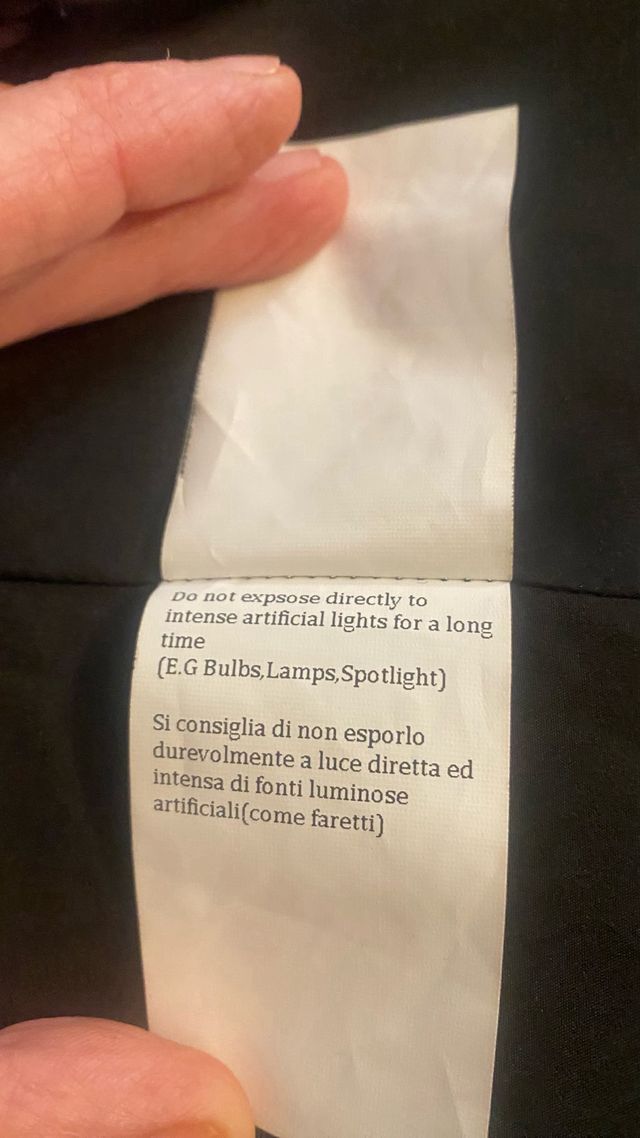 Do not expsose directly to
intense artificial lights for a long
time
(E.G Bulbs,Lamps,Spotlight)
Si consiglia di non esporlo
durevolmente a luce diretta ed
intensa di fonti luminose
artificiali(come faretti)